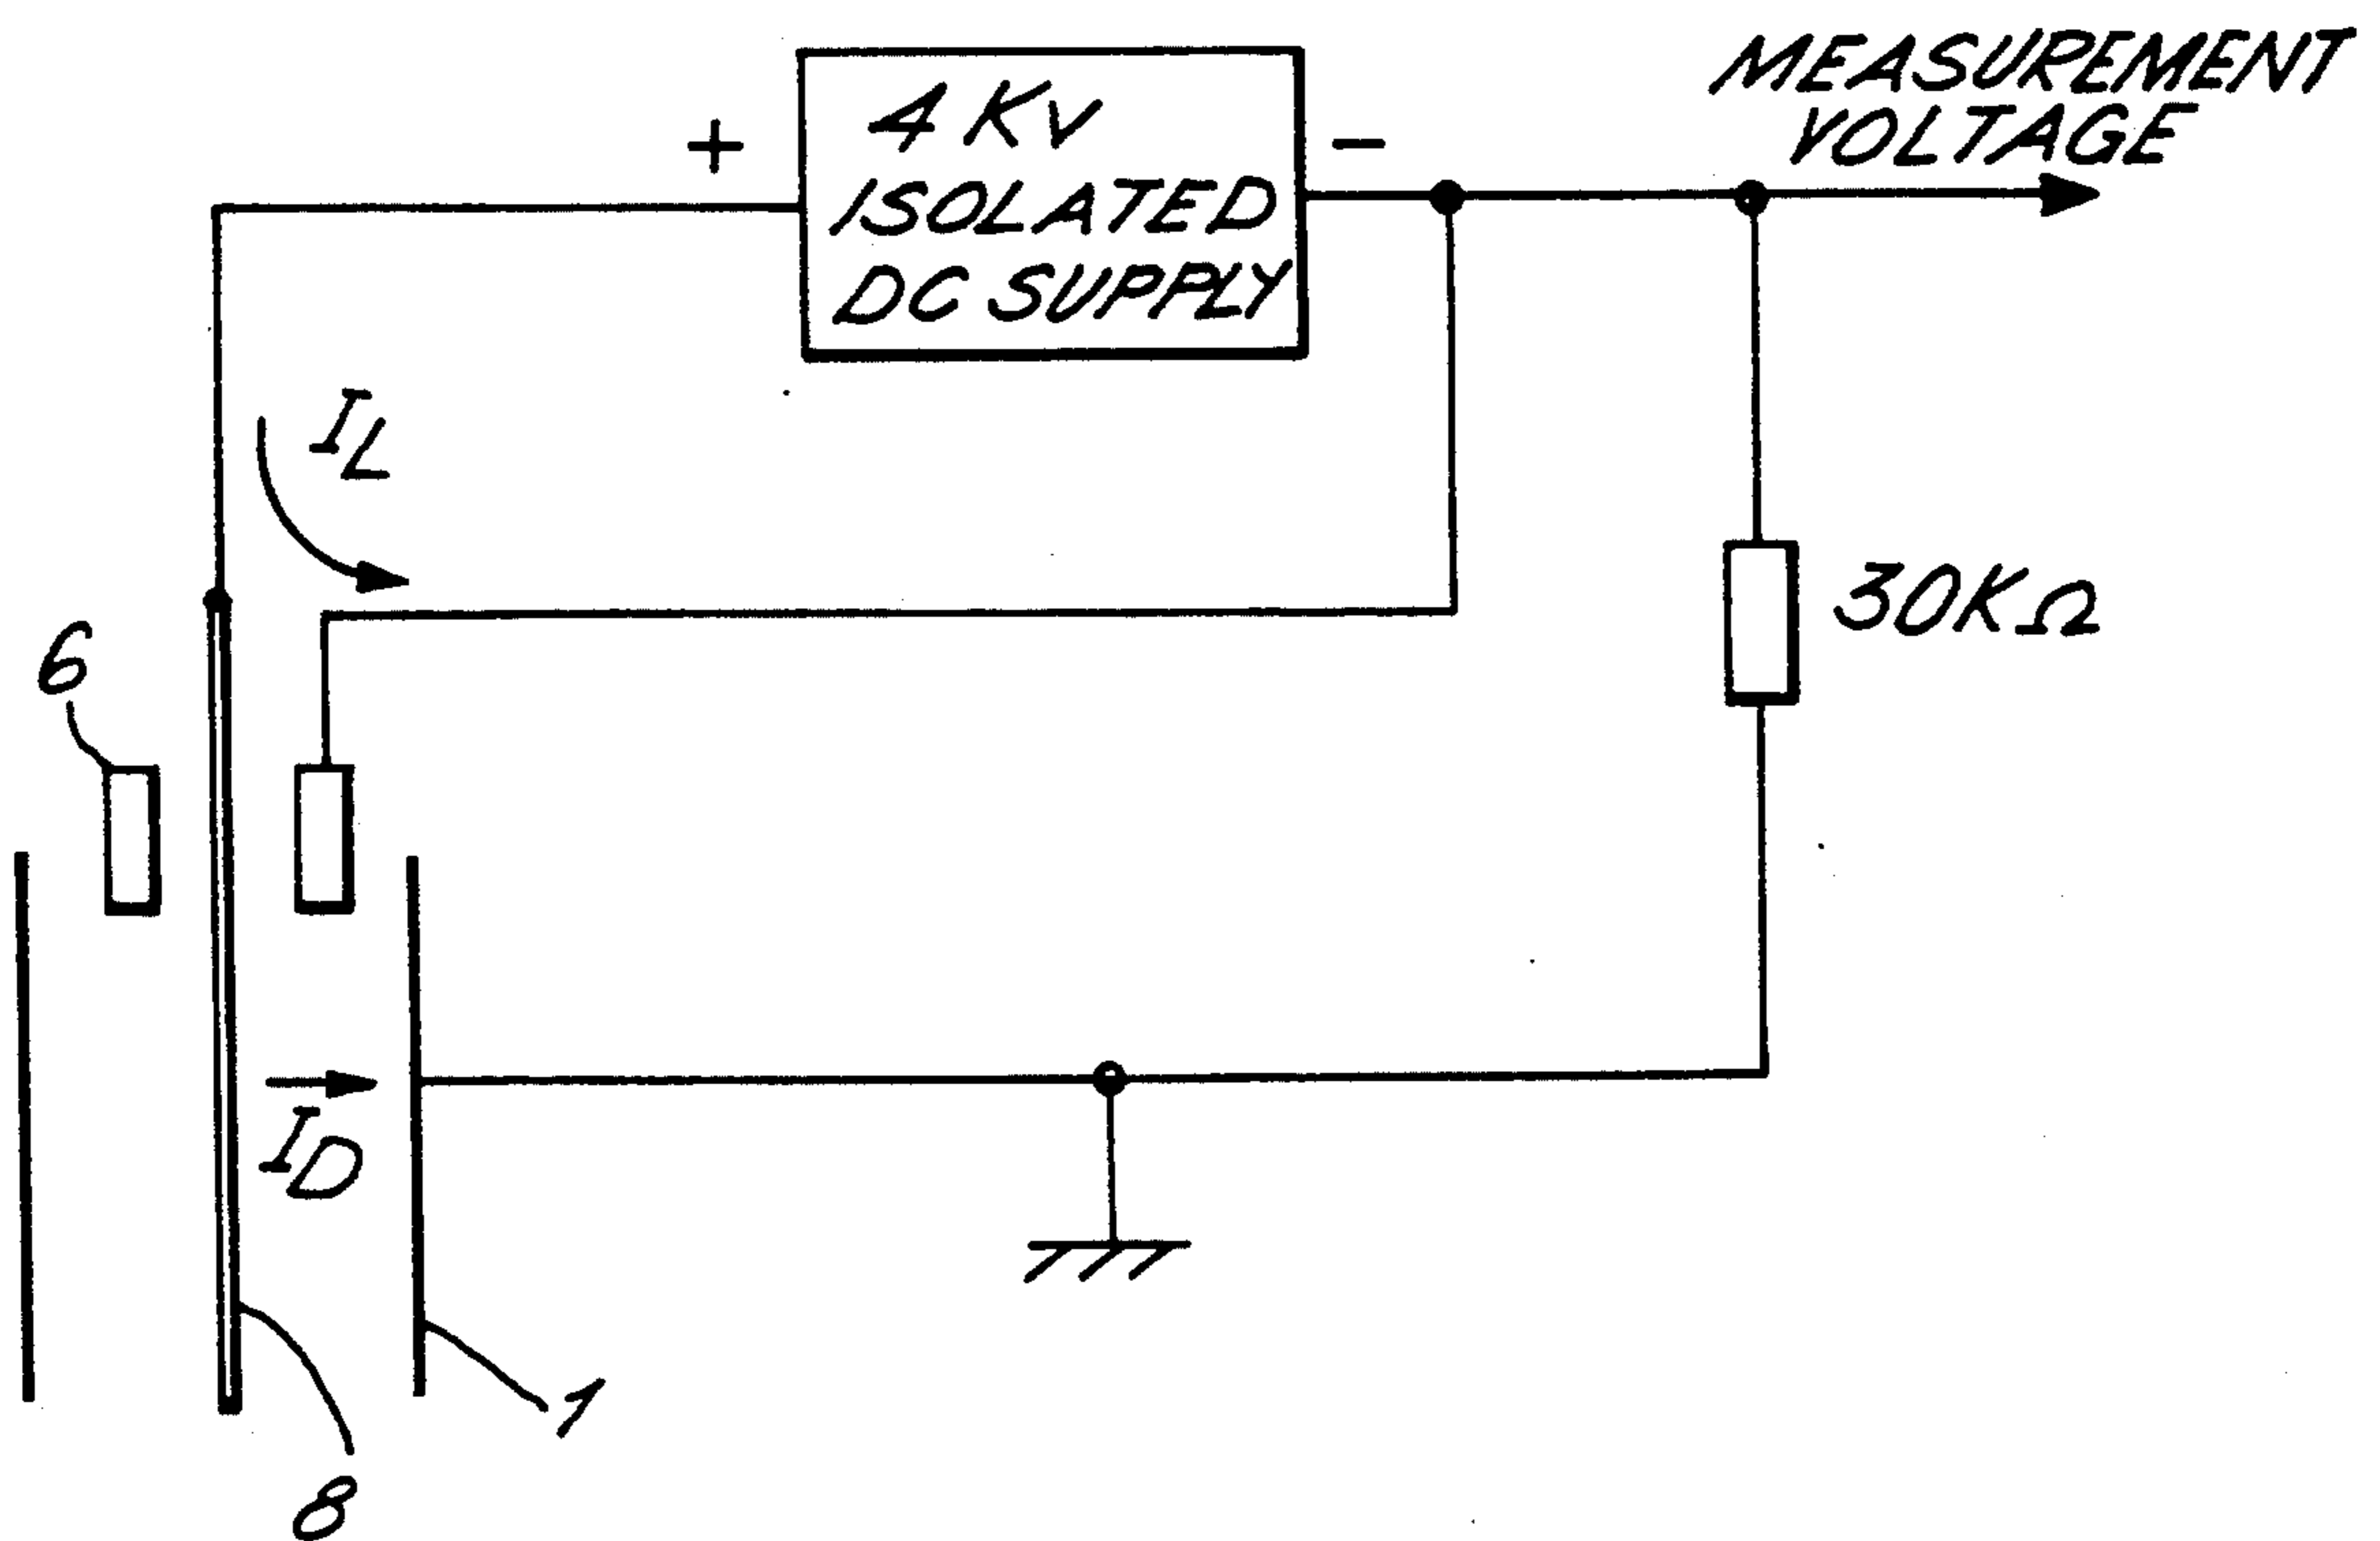 MEASUREMENT
VOLTAGE
+
4 KV
ISOLATED
DC SUPPLY
−
IL
30KΩ
6
ID
1
8